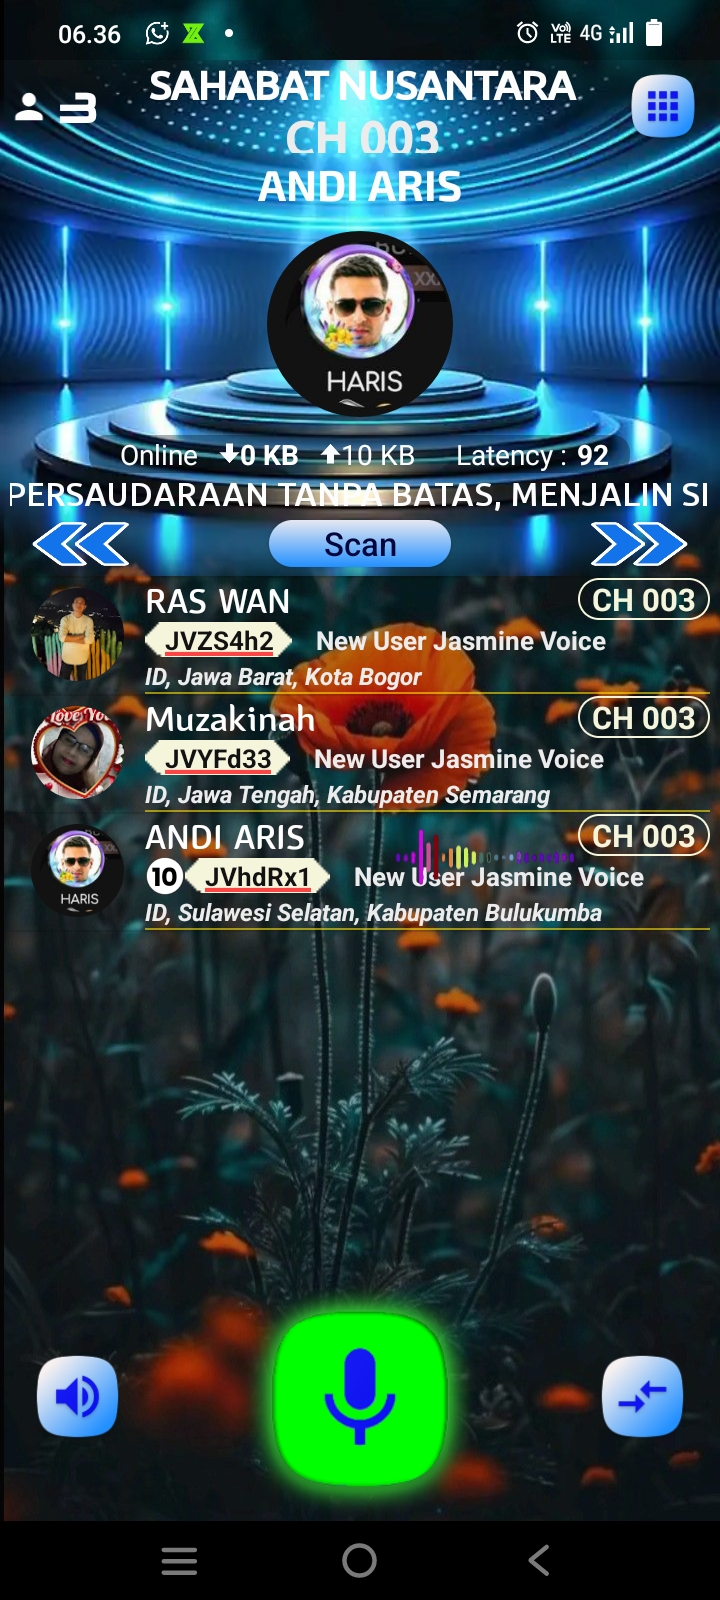 06.36
Vo) LTE 4G
SAHABAT NUSANTARA
3
CH 003
ANDI ARIS
XX.
HARIS
Online 0 KB 10 KB Latency : 92
PERSAUDARAAN TANPA BATAS, MENJALIN SI
Scan
RAS WAN CH 003
JVZS4h2 New User Jasmine Voice
ID, Jawa Barat, Kota Bogor
Muzakinah CH 003
JVYFd33 New User Jasmine Voice
ID, Jawa Tengah, Kabupaten Semarang
ANDI ARIS CH 003
10 JVhdRx1 New User Jasmine Voice
HARIS
ID, Sulawesi Selatan, Kabupaten Bulukumba